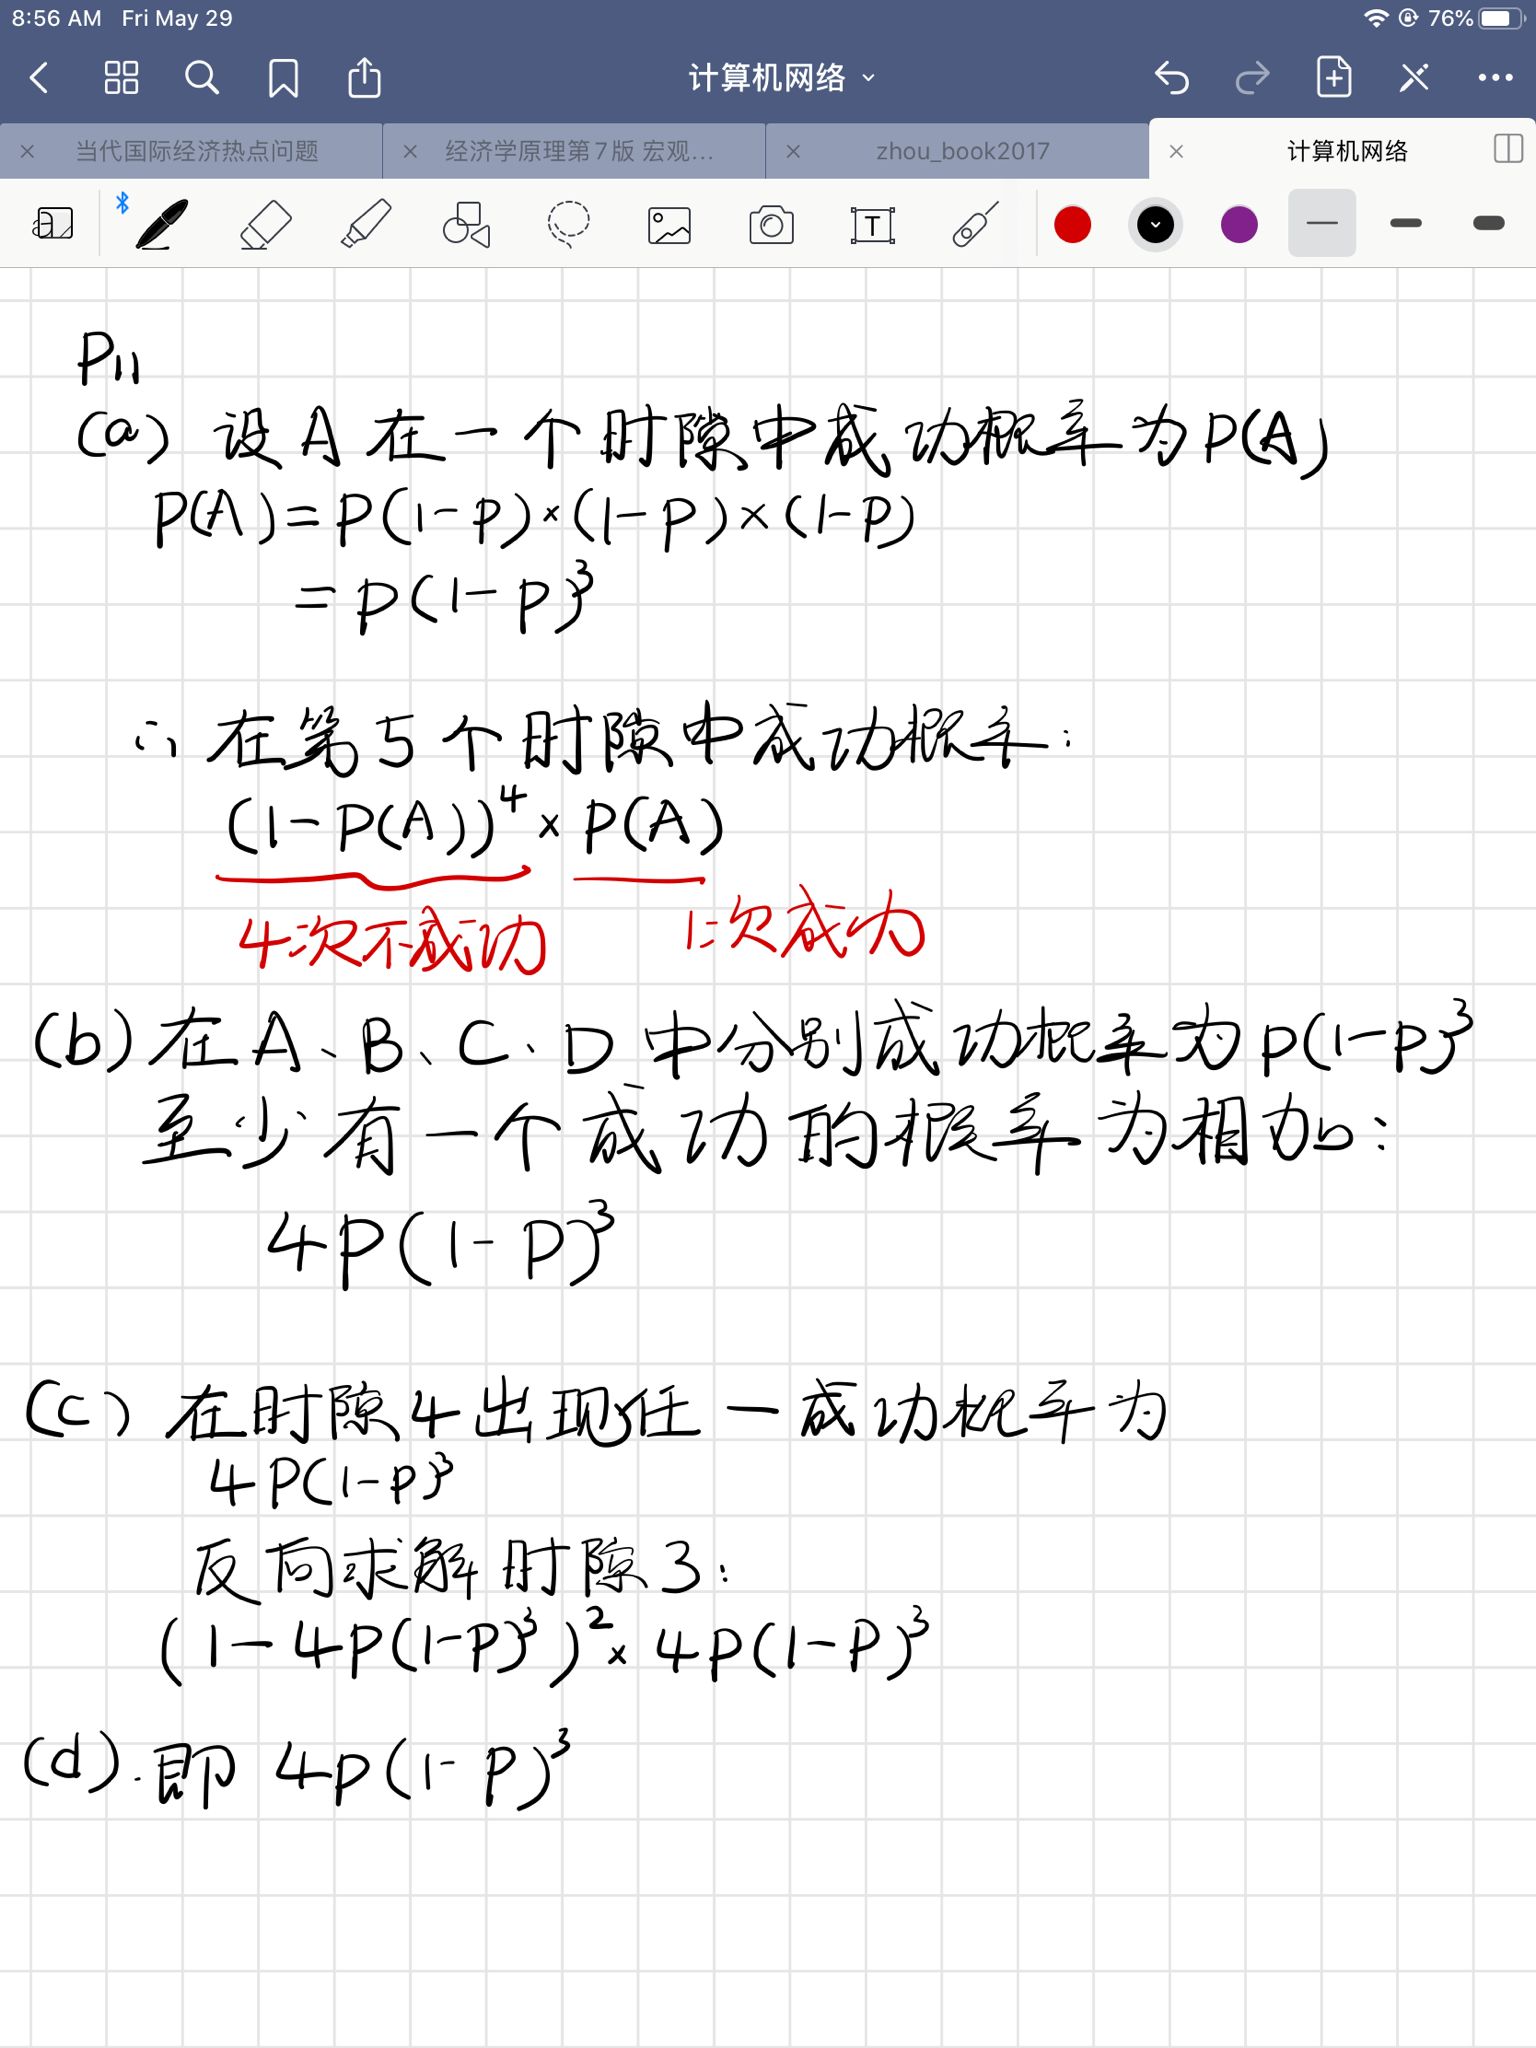 8:56 AM Fri May 29
76%
计算机网络
当代国际经济热点问题
经济学原理第7版 宏观...
zhou_book2017
计算机网络
P11
(a) 设A在一个时隙中成功概率为P(A)
P(A)=P(1-P)×(1-P)×(1-P)
=P(1-P)³
∴在第5个时隙中成功概率:
(1-P(A))⁴×P(A)
4次不成功 1次成功
(b)在A、B、C、D中分别成功概率为P(1-P)³
至少有一个成功的概率为相加:
4P(1-P)³
(c) 在时隙4出现任一成功概率为
4P(1-P)³
反向求解时隙3:
(1-4P(1-P)³)²×4P(1-P)³
(d).即 4P(1-P)³